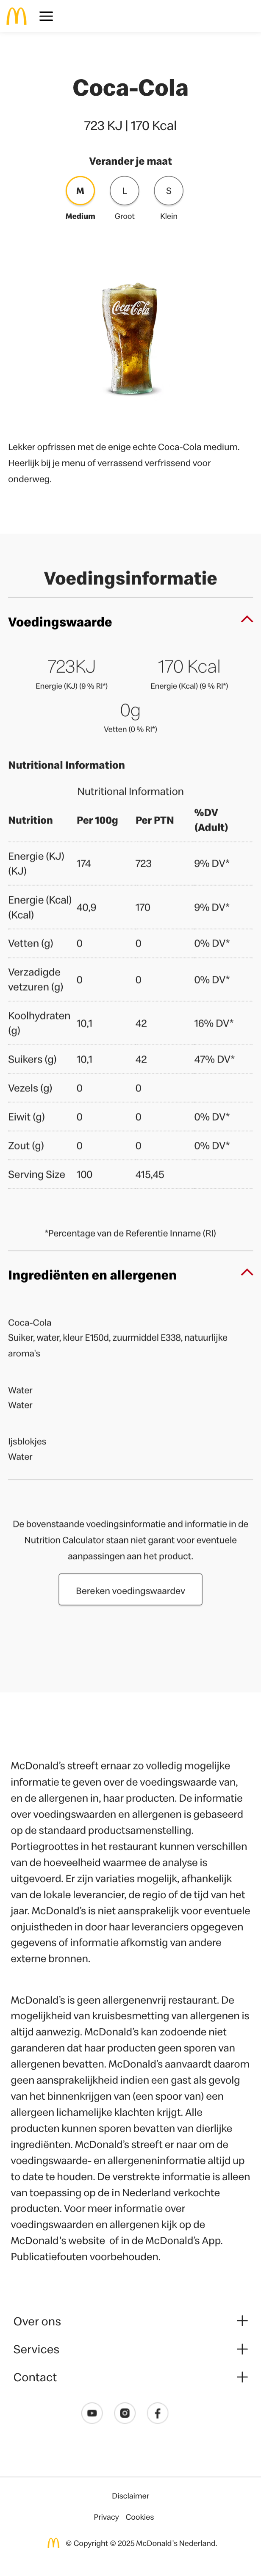 Coca-Cola
723 KJ | 170 Kcal
Verander je maat
M
L
S
Medium
Groot
Klein
Coca-Cola
Lekker opfrissen met de enige echte Coca-Cola medium.
Heerlijk bij je menu of verrassend verfrissend voor
onderweg.
Voedingsinformatie
Voedingswaarde
723KJ
Energie (KJ) (9 % RI*)
170 Kcal
Energie (Kcal) (9 % RI*)
0g
Vetten (0 % RI*)
Nutritional Information
Nutritional Information
Nutrition Per 100g Per PTN %DV (Adult)
Energie (KJ) (KJ) 174 723 9% DV*
Energie (Kcal) (Kcal) 40,9 170 9% DV*
Vetten (g) 0 0 0% DV*
Verzadigde vetzuren (g) 0 0 0% DV*
Koolhydraten (g) 10,1 42 16% DV*
Suikers (g) 10,1 42 47% DV*
Vezels (g) 0 0
Eiwit (g) 0 0 0% DV*
Zout (g) 0 0 0% DV*
Serving Size 100 415,45
*Percentage van de Referentie Inname (RI)
Ingrediënten en allergenen
Coca-Cola
Suiker, water, kleur E150d, zuurmiddel E338, natuurlijke
aroma's
Water
Water
Ijsblokjes
Water
De bovenstaande voedingsinformatie and informatie in de
Nutrition Calculator staan niet garant voor eventuele
aanpassingen aan het product.
Bereken voedingswaardev
McDonald's streeft ernaar zo volledig mogelijke
informatie te geven over de voedingswaarde van,
en de allergenen in, haar producten. De informatie
over voedingswaarden en allergenen is gebaseerd
op de standaard productsamenstelling.
Portiegroottes in het restaurant kunnen verschillen
van de hoeveelheid waarmee de analyse is
uitgevoerd. Er zijn variaties mogelijk, afhankelijk
van de lokale leverancier, de regio of de tijd van het
jaar. McDonald's is niet aansprakelijk voor eventuele
onjuistheden in door haar leveranciers opgegeven
gegevens of informatie afkomstig van andere
externe bronnen.
McDonald's is geen allergenenvrij restaurant. De
mogelijkheid van kruisbesmetting van allergenen is
altijd aanwezig. McDonald's kan zodoende niet
garanderen dat haar producten geen sporen van
allergenen bevatten. McDonald's aanvaardt daarom
geen aansprakelijkheid indien een gast als gevolg
van het binnenkrijgen van (een spoor van) een
allergeen lichamelijke klachten krijgt. Alle
producten kunnen sporen bevatten van dierlijke
ingrediënten. McDonald's streeft er naar om de
voedingswaarde- en allergeneninformatie altijd up
to date te houden. De verstrekte informatie is alleen
van toepassing op de in Nederland verkochte
producten. Voor meer informatie over
voedingswaarden en allergenen kijk op de
McDonald's website of in de McDonald's App.
Publicatiefouten voorbehouden.
Over ons
Services
Contact
Disclaimer
Privacy Cookies
© Copyright © 2025 McDonald's Nederland.